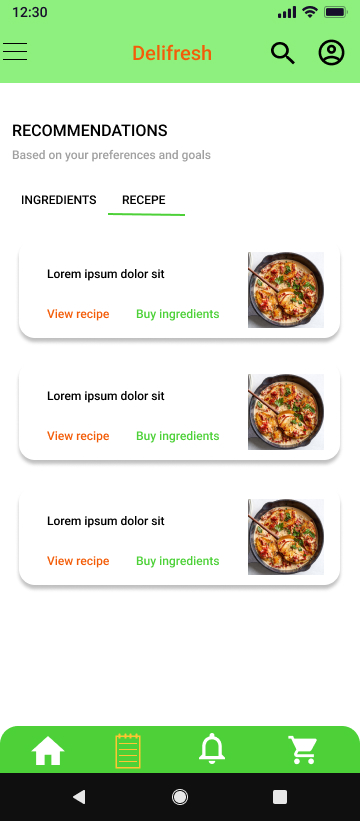 12:30
Delifresh
RECOMMENDATIONS
Based on your preferences and goals
INGREDIENTS RECEPE
Lorem ipsum dolor sit
View recipe Buy ingredients
Lorem ipsum dolor sit
View recipe Buy ingredients
Lorem ipsum dolor sit
View recipe Buy ingredients